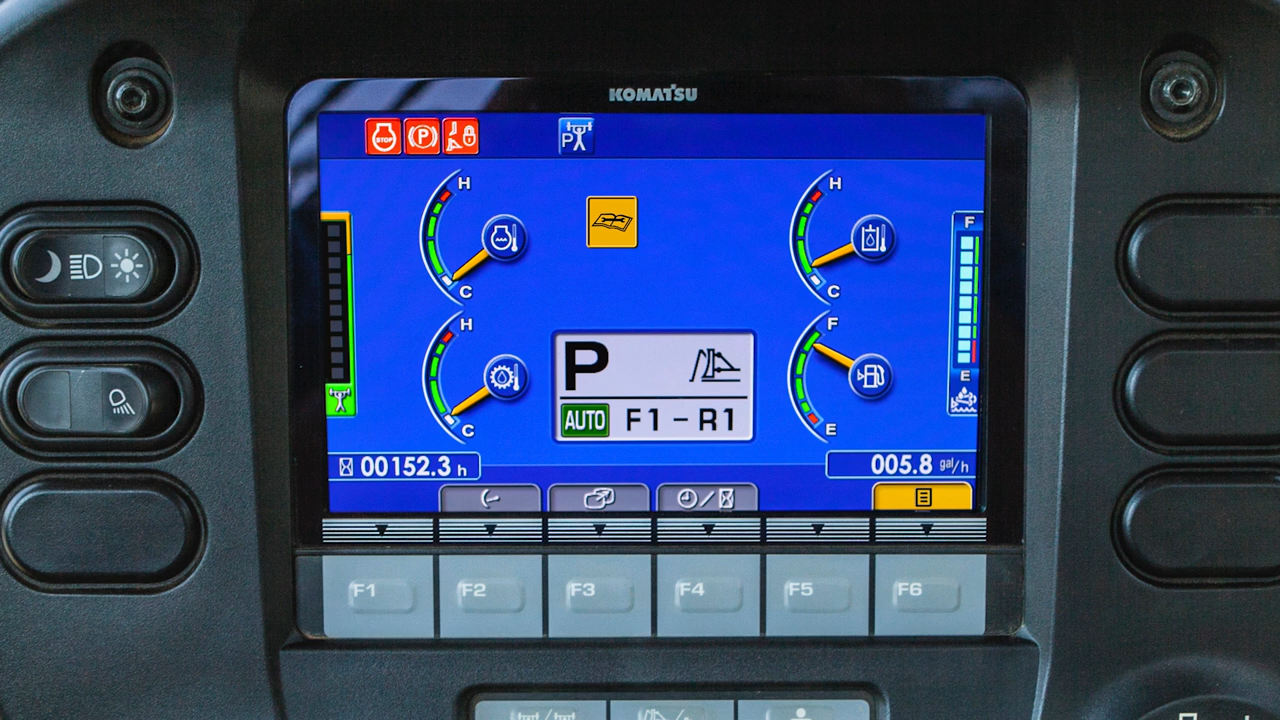 KOMATSU
STOP P
P
H H
F
C C
H F
P
E
AUTO F1-R1
C E
00152.3 h 005.8 gal/h
F1 F2 F3 F4 F5 F6